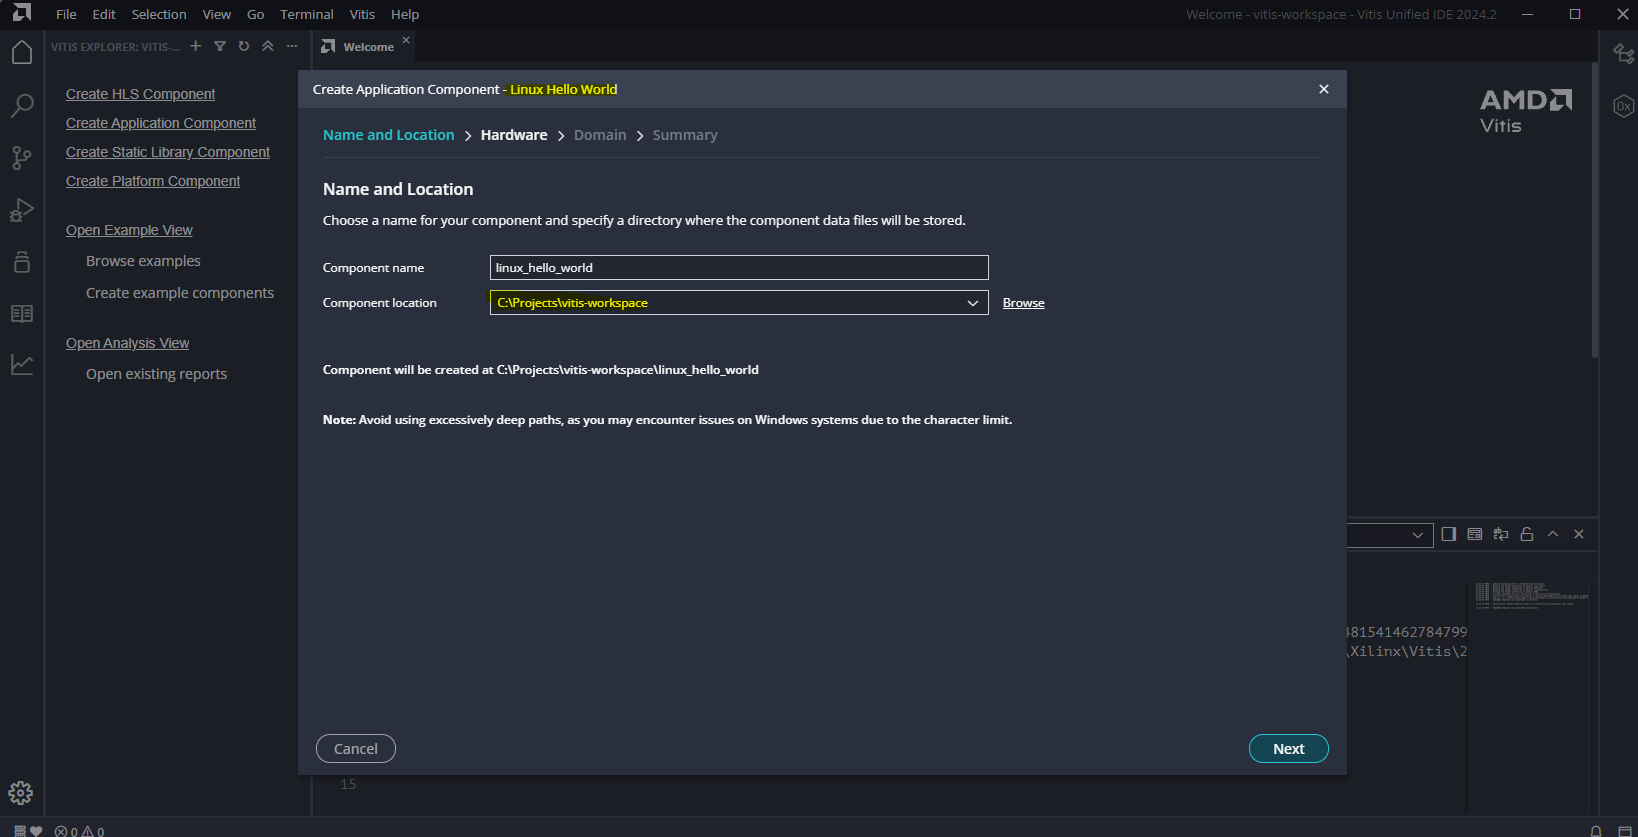 File Edit Selection View Go Terminal Vitis Help
Welcome - vitis-workspace - Vitis Unified IDE 2024.2
VITIS EXPLORER: VITIS-...
Welcome
Create HLS Component
Create Application Component
Create Static Library Component
Create Platform Component
Open Example View
Browse examples
Create example components
Open Analysis View
Open existing reports
AMD
Vitis
Create Application Component - Linux Hello World
Name and Location > Hardware > Domain > Summary
Name and Location
Choose a name for your component and specify a directory where the component data files will be stored.
Component name linux_hello_world
Component location C:\Projects\vitis-workspace Browse
Component will be created at C:\Projects\vitis-workspace\linux_hello_world
Note: Avoid using excessively deep paths, as you may encounter issues on Windows systems due to the character limit.
481541462784799
\Xilinx\Vitis\2
Cancel Next
15
0 0